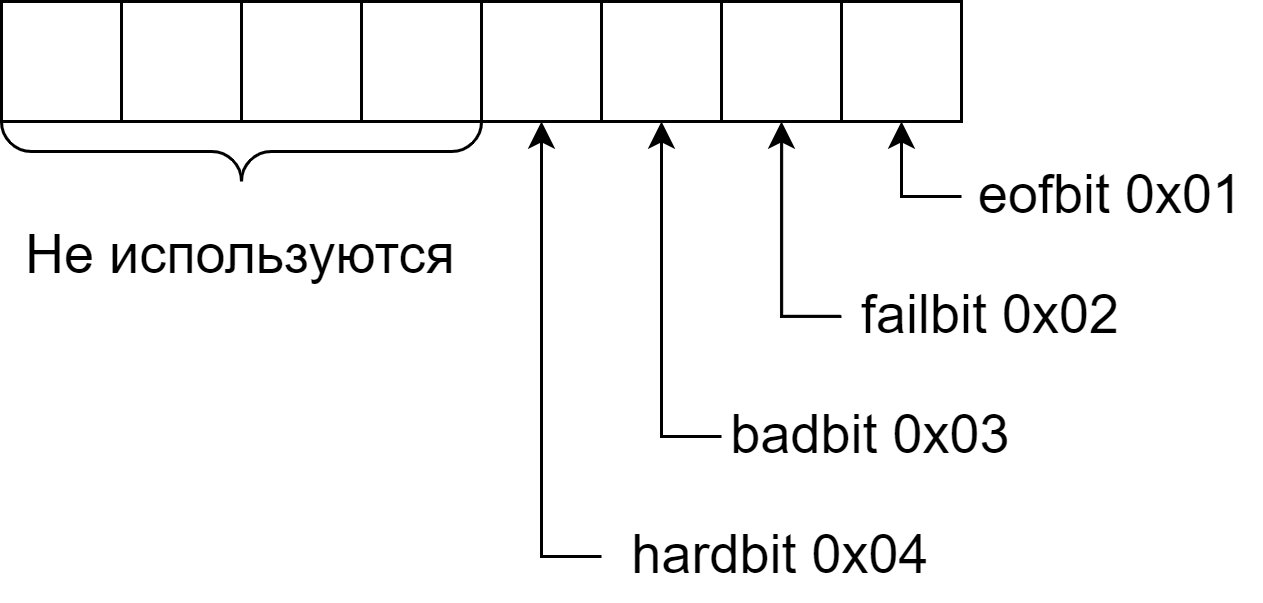 eofbit 0x01
Не используются
failbit 0x02
badbit 0x03
hardbit 0x04